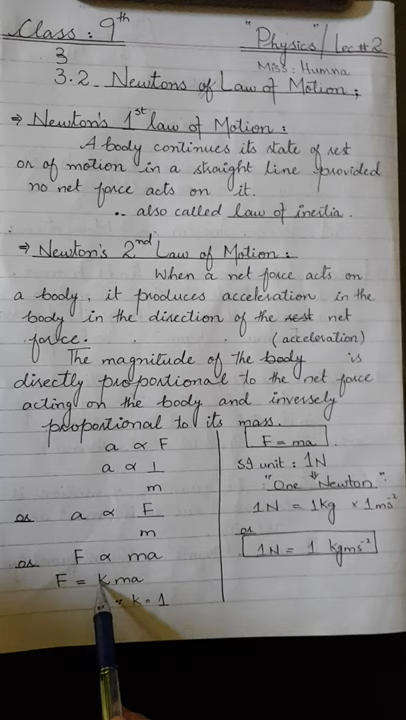 Class : 9th
"Physics" / Lec # 2
Miss : Humna
3
3.2 Newtons of Law of Motion ;
⇒ Newton's 1st law of Motion :
A body continues its state of rest
or of motion in a straight line provided
no net force acts on it.
.. also called law of inertia.
⇒ Newton's 2nd Law of Motion :
When a net force acts on
a body, it produces acceleration in the
body in the direction of the rest net
force.
(acceleration)
The magnitude of the body is
directly proportional to the net force
acting on the body and inversely
proportional to its mass.
a ∝ F
a ∝ 1
m
or a ∝ F
m
or F ∝ ma
F = K ma
∴ k = 1
F = ma
SI unit : 1N
"One Newton"
1N = 1kg × 1ms⁻²
or
1N = 1 kgms⁻²